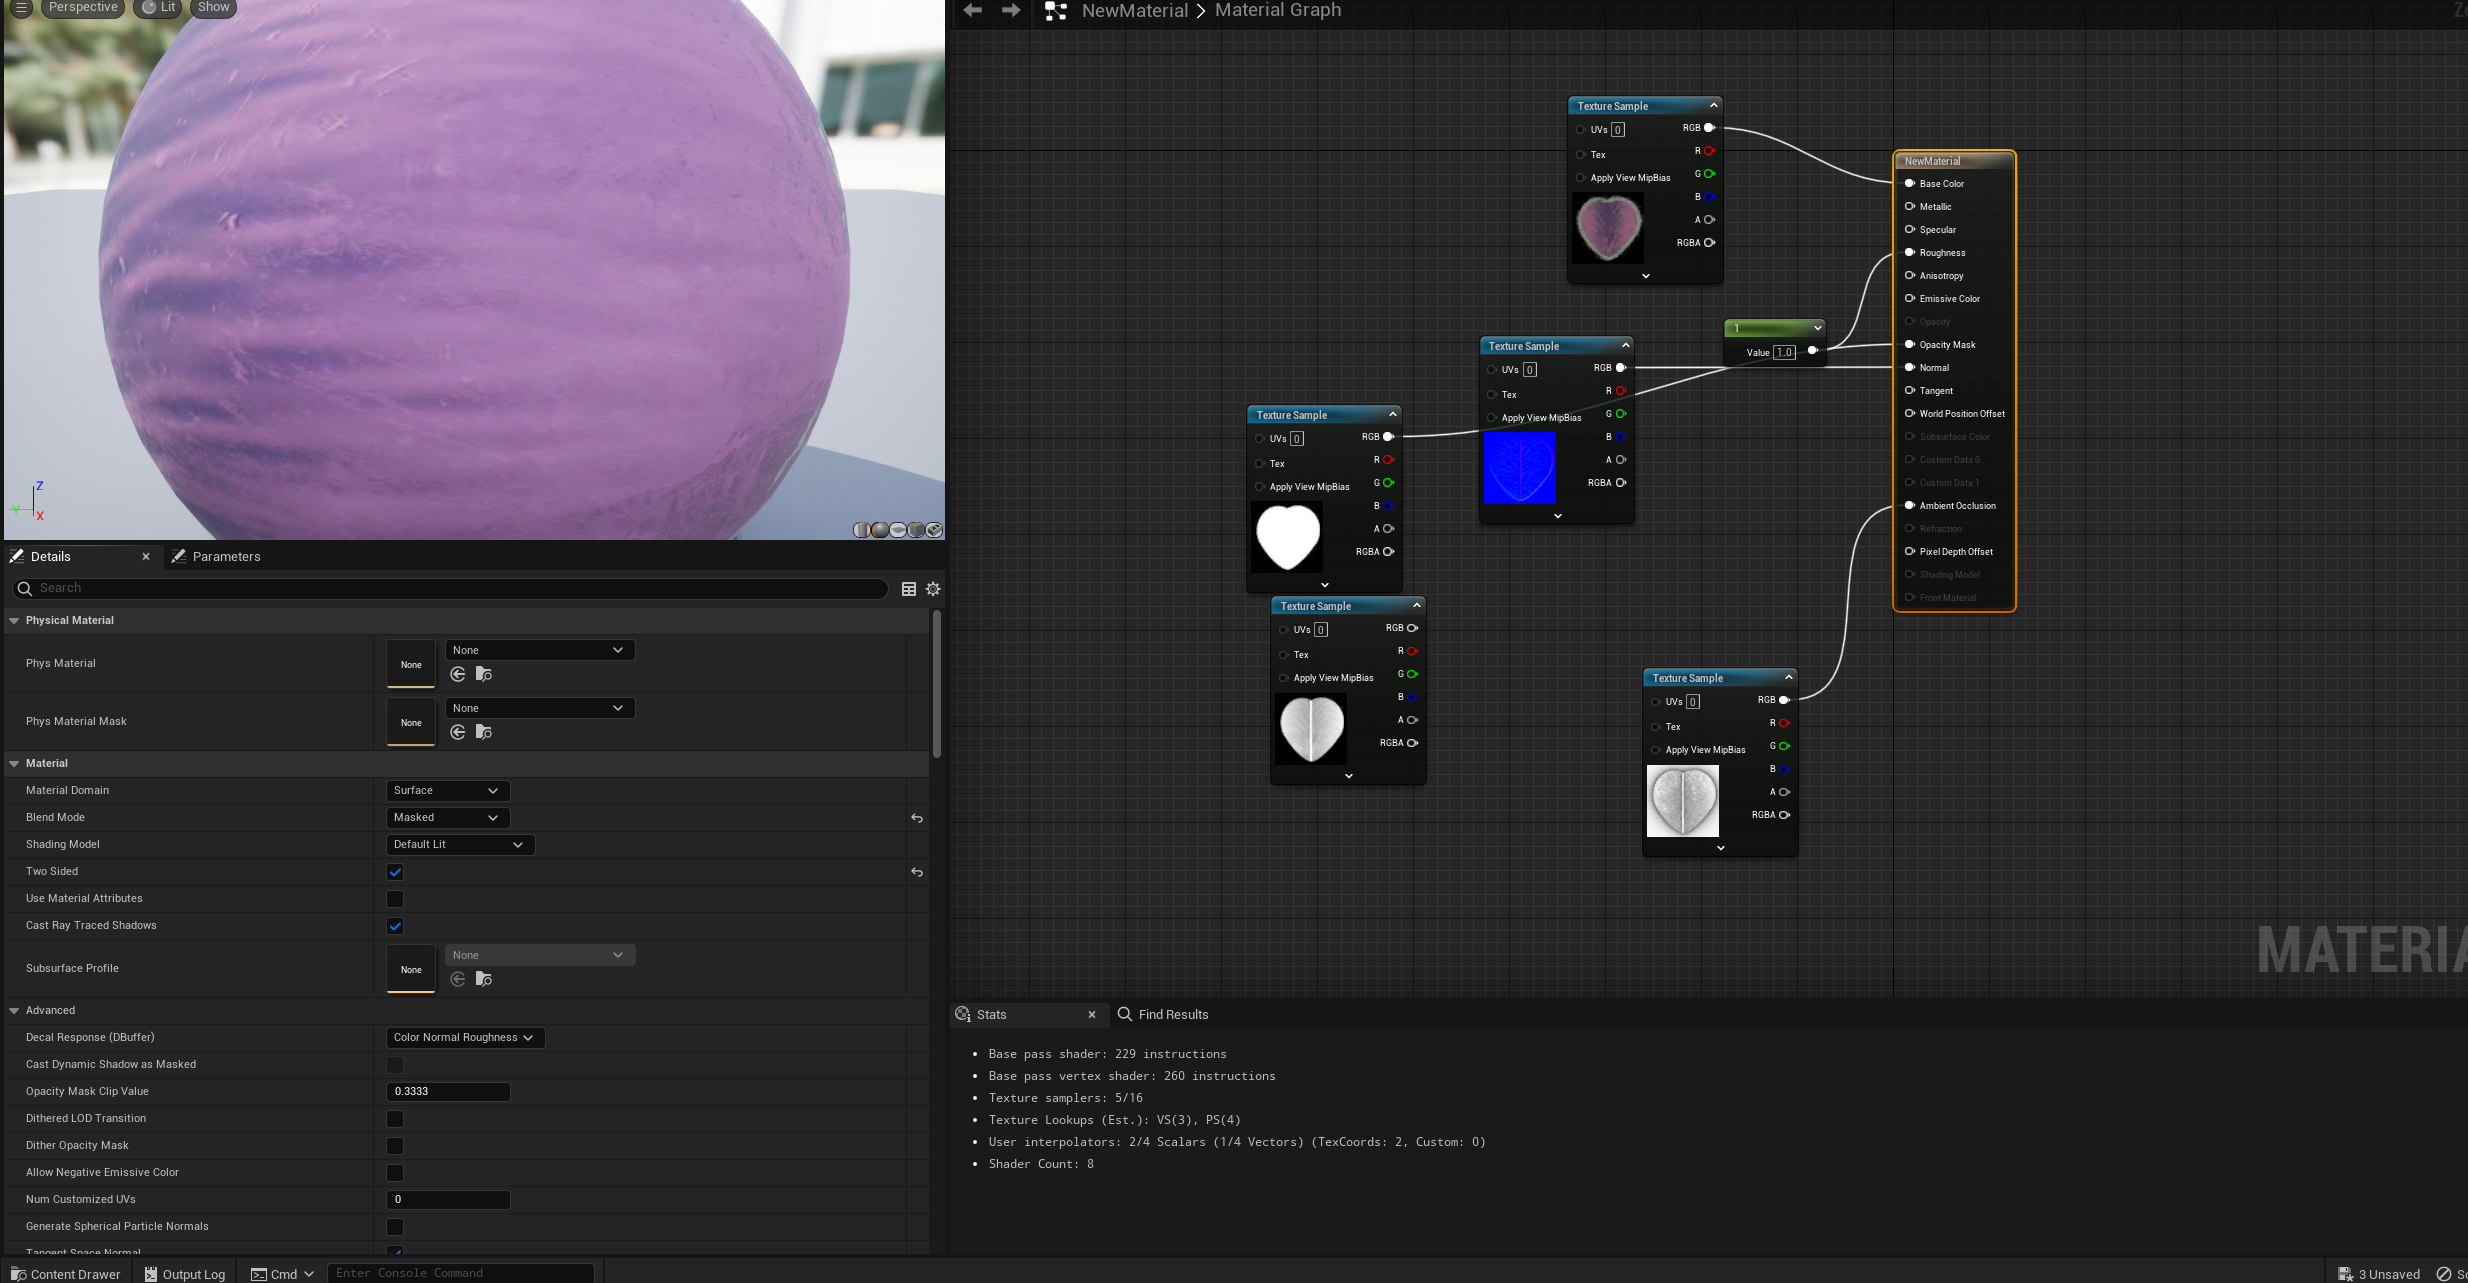 Perspective
Lit
Show
NewMaterial > Material Graph
Texture Sample
UVs 0
Tex
Apply View MipBias
RGB
R
G
B
A
RGBA
NewMaterial
Base Color
Metallic
Specular
Roughness
Anisotropy
Emissive Color
Opacity
Opacity Mask
Normal
Tangent
World Position Offset
Subsurface Color
Custom Data 0
Custom Data 1
Ambient Occlusion
Refraction
Pixel Depth Offset
Shading Model
Front Material
1
Value 1.0
Texture Sample
UVs 0
Tex
Apply View MipBias
RGB
R
G
B
A
RGBA
Texture Sample
UVs 0
Tex
Apply View MipBias
RGB
R
G
B
A
RGBA
Texture Sample
UVs 0
Tex
Apply View MipBias
RGB
R
G
B
A
RGBA
Texture Sample
UVs 0
Tex
Apply View MipBias
RGB
R
G
B
A
RGBA
MATERIA
Z
Y
X
Details
Parameters
Search
Physical Material
Phys Material None None
Phys Material Mask None None
Material
Material Domain Surface
Blend Mode Masked
Shading Model Default Lit
Two Sided
Use Material Attributes
Cast Ray Traced Shadows
Subsurface Profile None None
Advanced
Decal Response (DBuffer) Color Normal Roughness
Cast Dynamic Shadow as Masked
Opacity Mask Clip Value 0.3333
Dithered LOD Transition
Dither Opacity Mask
Allow Negative Emissive Color
Num Customized UVs 0
Generate Spherical Particle Normals
Tangent Space Normal
Stats
Find Results
Base pass shader: 229 instructions
Base pass vertex shader: 260 instructions
Texture samplers: 5/16
Texture Lookups (Est.): VS(3), PS(4)
User interpolators: 2/4 Scalars (1/4 Vectors) (TexCoords: 2, Custom: 0)
Shader Count: 8
Content Drawer
Output Log
Cmd
Enter Console Command
3 Unsaved